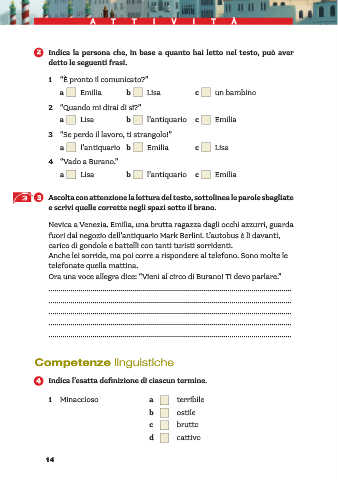 ATTIVITÀ
2 Indica la persona che, in base a quanto hai letto nel testo, può aver
detto le seguenti frasi.
1 “È pronto il comunicato?”
a Emilia b Lisa c un bambino
2 “Quando mi dirai di sì?”
a Lisa b l’antiquario c Emilia
3 “Se perdo il lavoro, ti strangolo!”
a l’antiquario b Emilia c Lisa
4 “Vado a Burano.”
a Lisa b l’antiquario c Emilia
3 3 Ascolta con attenzione la lettura del testo, sottolinea le parole sbagliate
e scrivi quelle corrette negli spazi sotto il brano.
Nevica a Venezia. Emilia, una brutta ragazza dagli occhi azzurri, guarda
fuori dal negozio dell’antiquario Mark Berlini. L’autobus è lì davanti,
carico di gondole e battelli con tanti turisti sorridenti.
Anche lei sorride, ma poi corre a rispondere al telefono. Sono molte le
telefonate quella mattina.
Ora una voce allegra dice: “Vieni al circo di Burano! Ti devo parlare.”
Competenze linguistiche
4 Indica l’esatta definizione di ciascun termine.
1 Minaccioso a terribile
b ostile
c brutto
d cattivo
14